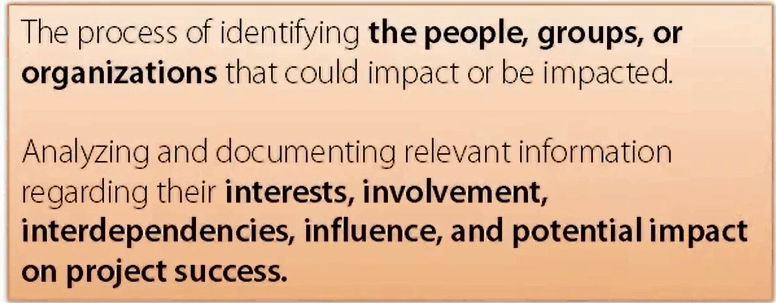 The process of identifying the people, groups, or
organizations that could impact or be impacted.
Analyzing and documenting relevant information
regarding their interests, involvement,
interdependencies, influence, and potential impact
on project success.